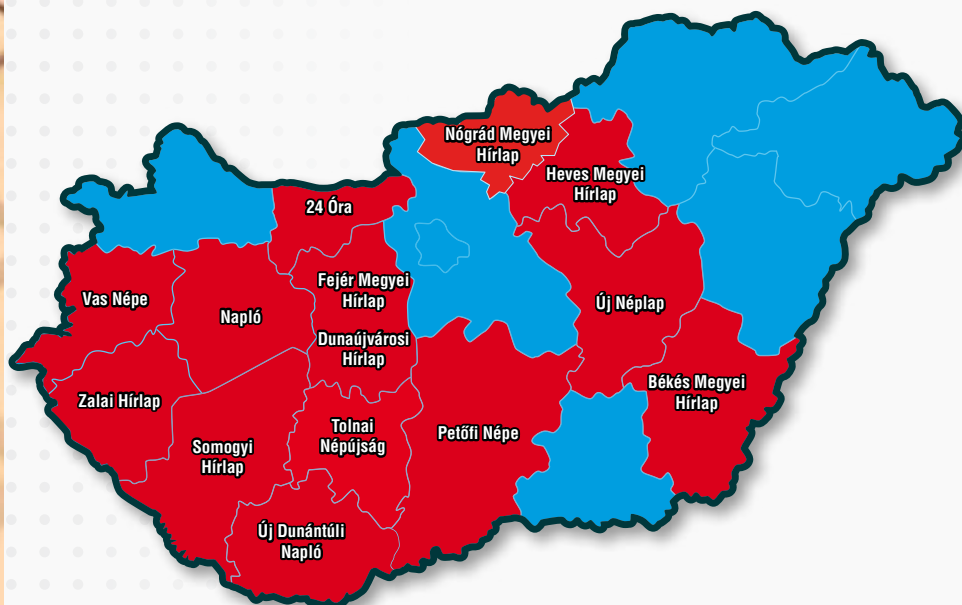 Nógrád Megyei
Hírlap
Heves Megyei
Hírlap
24 Óra
Fejér Megyei
Hírlap
Vas Népe
Napló
Új Néplap
Dunaújvárosi
Hírlap
Zalai Hírlap
Békés Megyei
Hírlap
Tolnai
Népújság
Petőfi Népe
Somogyi
Hírlap
Új Dunántúli
Napló